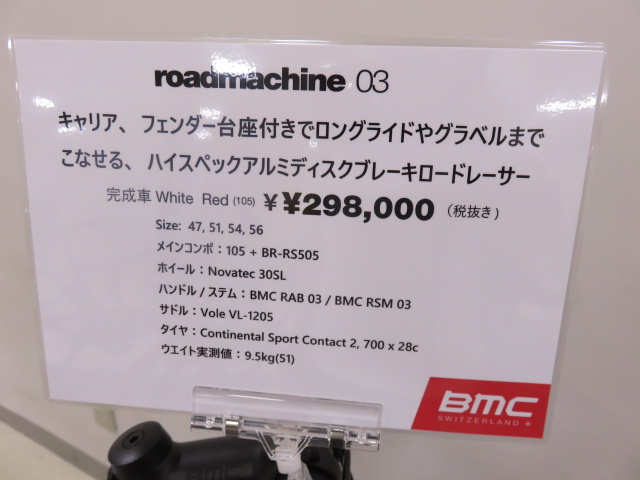 roadmachine 03
キャリア、フェンダー台座付きでロングライドやグラベルまで
こなせる、ハイスペックアルミディスクブレーキロードレーサー
完成車 White Red (105) ¥ ¥298,000 (税抜き)
Size: 47, 51, 54, 56
メインコンポ：105 + BR-RS505
ホイール：Novatec 30SL
ハンドル / ステム：BMC RAB 03 / BMC RSM 03
サドル：Vole VL-1205
タイヤ：Continental Sport Contact 2, 700 x 28c
ウエイト実測値：9.5kg(51)
BMC
SWITZERLAND
BMC